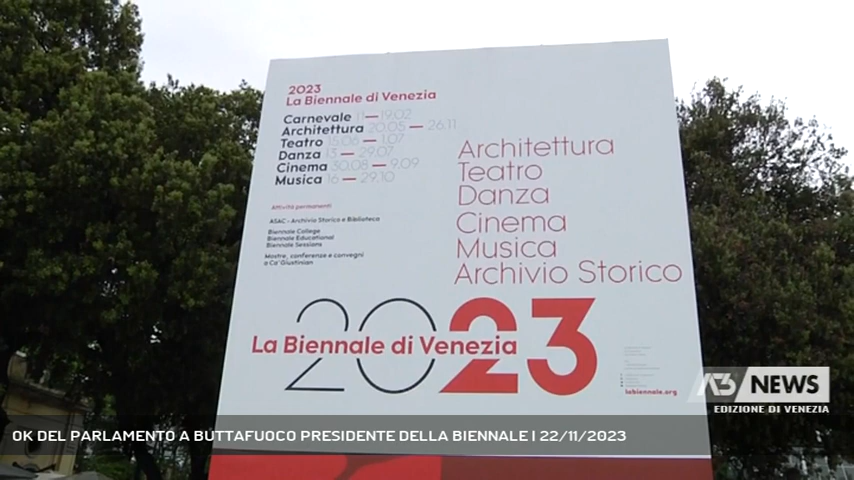 2023
La Biennale di Venezia
Carnevale 11—19.02
Architettura 20.05 — 26.11
Teatro 15.06 — 1.07
Danza 13 — 29.07
Cinema 30.08 — 9.09
Musica 16 — 29.10
Attività permanenti
ASAC - Archivio Storico e Biblioteca
Biennale College
Biennale Educational
Biennale Sessions
Mostre, conferenze e convegni
a Ca' Giustinian
Architettura
Teatro
Danza
Cinema
Musica
Archivio Storico
2023
La Biennale di Venezia
labiennale.org
A3 NEWS
EDIZIONE DI VENEZIA
OK DEL PARLAMENTO A BUTTAFUOCO PRESIDENTE DELLA BIENNALE | 22/11/2023